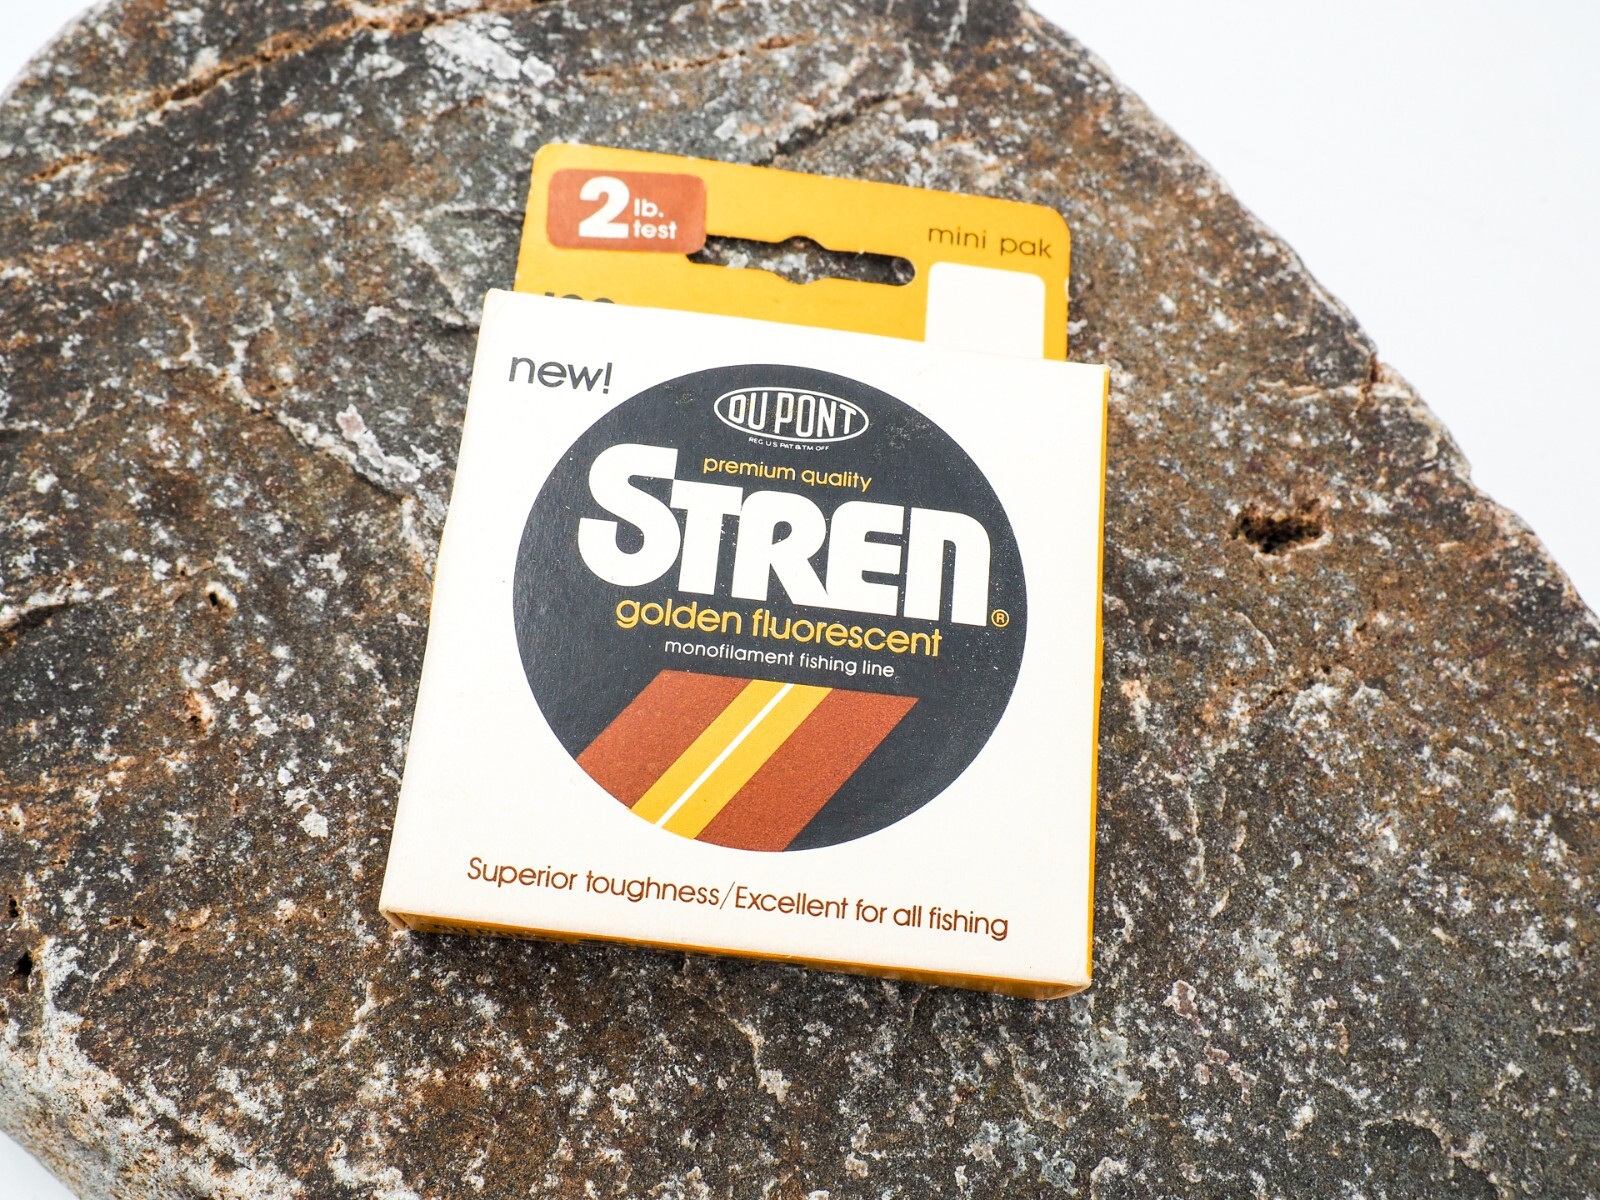 2 lb.
test
mini pak
new!
DU PONT
REG. U.S. PAT. & TM. OFF.
premium quality
STREN®
golden fluorescent
monofilament fishing line
Superior toughness/Excellent for all fishing